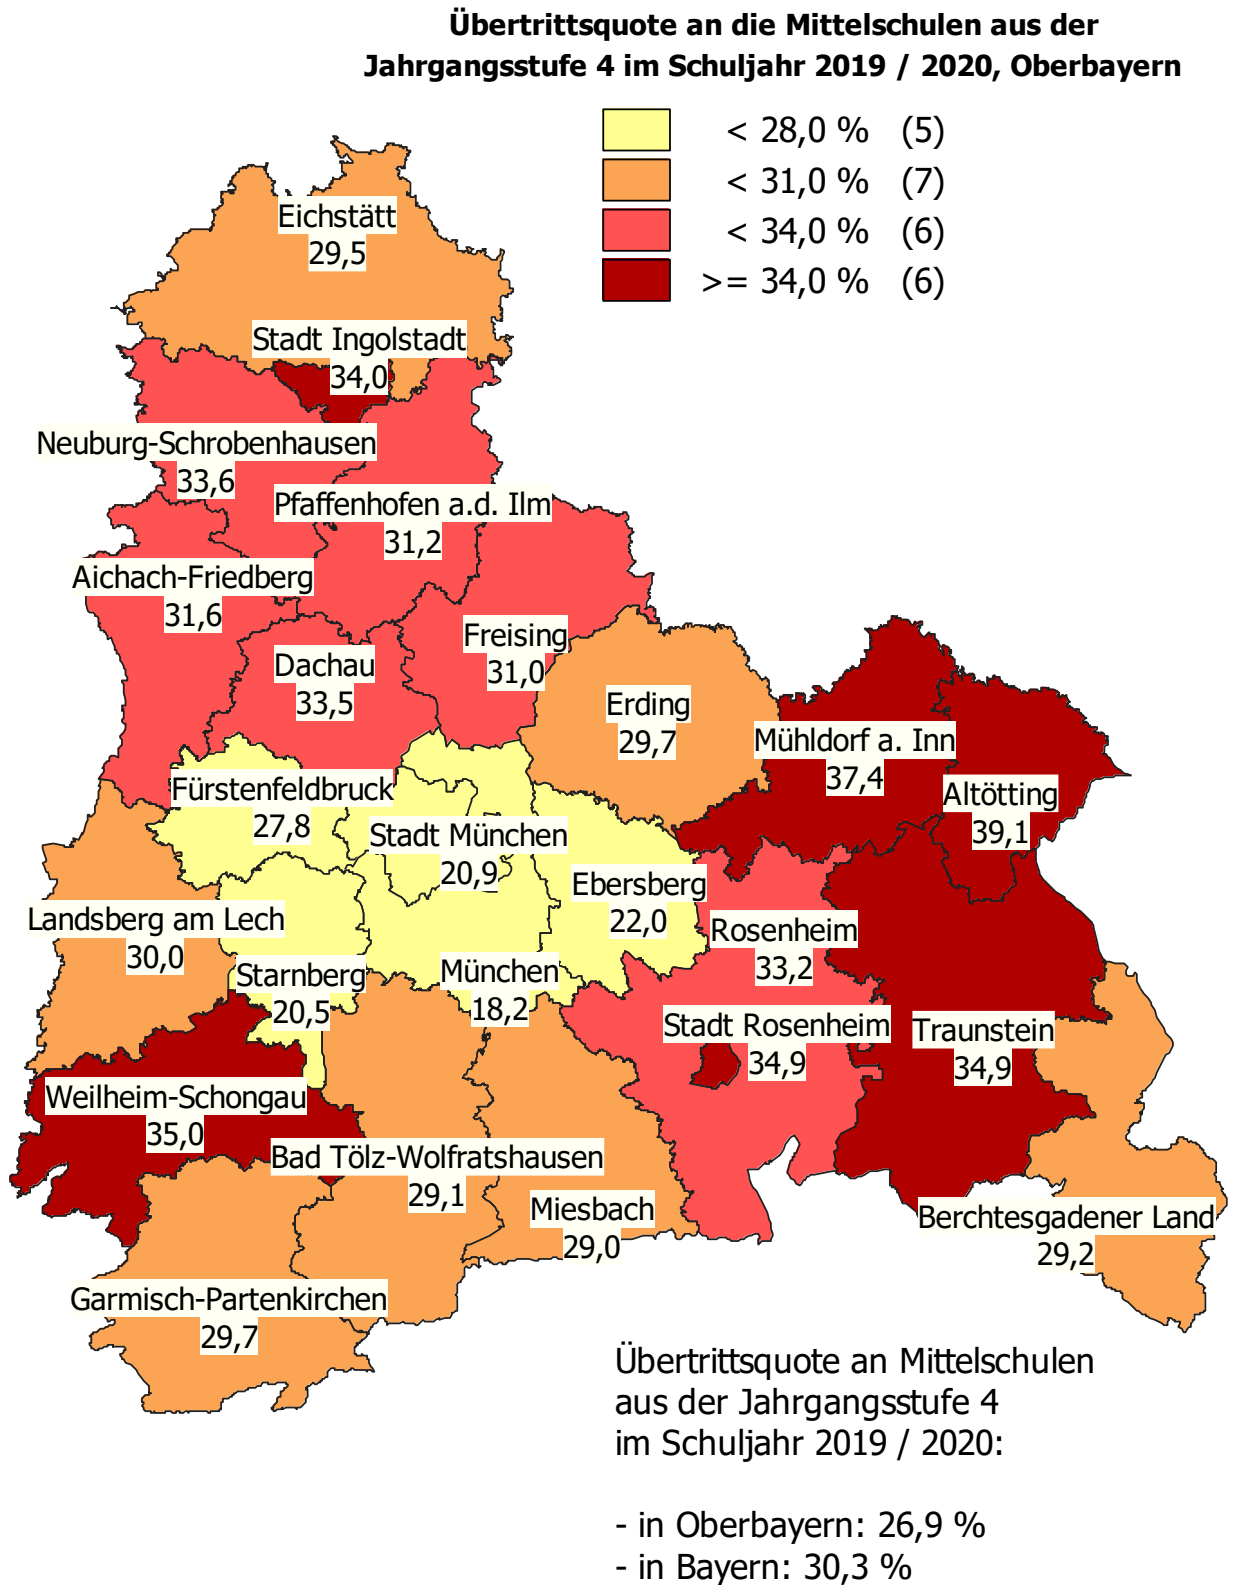 Übertrittsquote an die Mittelschulen aus der
Jahrgangsstufe 4 im Schuljahr 2019 / 2020, Oberbayern
< 28,0 % (5)
< 31,0 % (7)
< 34,0 % (6)
>= 34,0 % (6)
Eichstätt
29,5
Stadt Ingolstadt
34,0
Neuburg-Schrobenhausen
33,6
Pfaffenhofen a.d. Ilm
31,2
Aichach-Friedberg
31,6
Freising
31,0
Dachau
33,5
Erding
29,7
Mühldorf a. Inn
37,4
Altötting
39,1
Fürstenfeldbruck
27,8
Stadt München
20,9
Ebersberg
22,0
Landsberg am Lech
30,0
Rosenheim
33,2
Starnberg
20,5
München
18,2
Stadt Rosenheim
34,9
Traunstein
34,9
Weilheim-Schongau
35,0
Bad Tölz-Wolfratshausen
29,1
Miesbach
29,0
Berchtesgadener Land
29,2
Garmisch-Partenkirchen
29,7
Übertrittsquote an Mittelschulen
aus der Jahrgangsstufe 4
im Schuljahr 2019 / 2020:
- in Oberbayern: 26,9 %
- in Bayern: 30,3 %